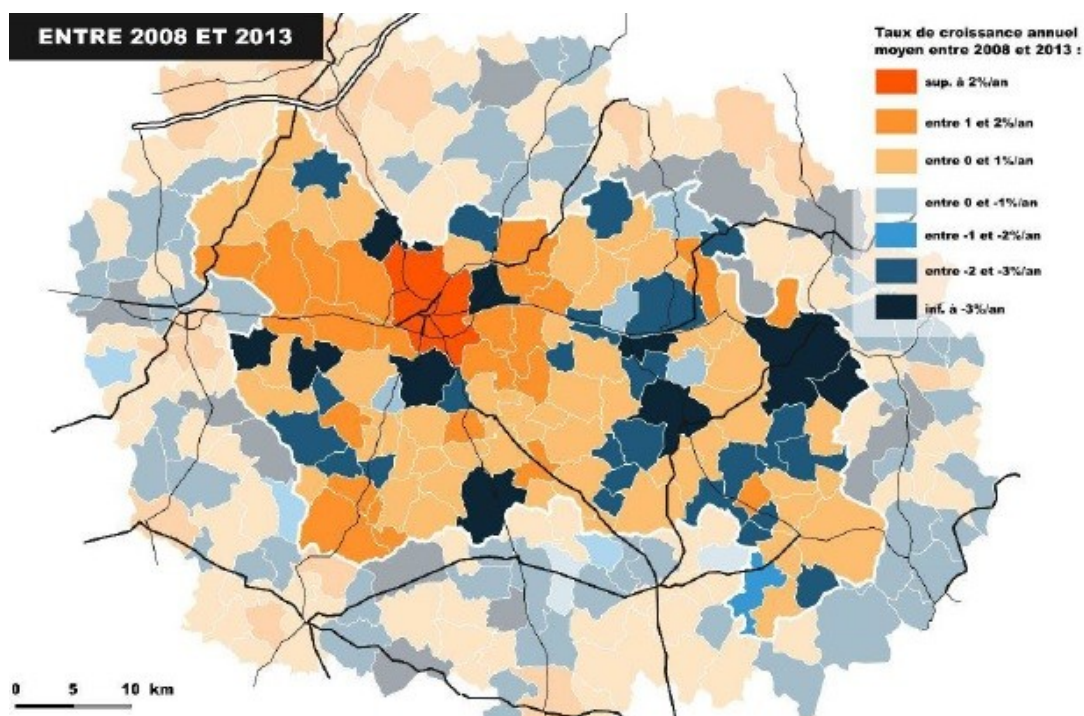 ENTRE 2008 ET 2013
Taux de croissance annuel
moyen entre 2008 et 2013 :
sup. à 2%/an
entre 1 et 2%/an
entre 0 et 1%/an
entre 0 et -1%/an
entre -1 et -2%/an
entre -2 et -3%/an
inf. à -3%/an
0 5 10 km